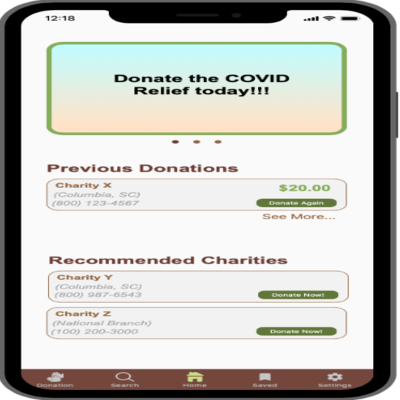 12:18
Donate the COVID
Relief today!!!
Previous Donations
Charity X
$20.00
(Columbia, SC)
(800) 123-4567
Donate Again
See More...
Recommended Charities
Charity Y
(Columbia, SC)
(800) 987-6543
Donate Now!
Charity Z
(National Branch)
(100) 200-3000
Donate Now!
Donation
Search
Home
Saved
Settings